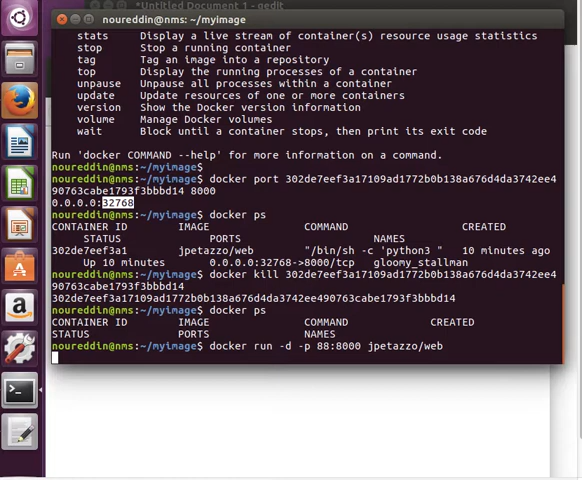 *Untitled Document 1 - gedit
noureddin@nms: ~/myimage
stats Display a live stream of container(s) resource usage statistics
stop Stop a running container
tag Tag an image into a repository
top Display the running processes of a container
unpause Unpause all processes within a container
update Update resources of one or more containers
version Show the Docker version information
volume Manage Docker volumes
wait Block until a container stops, then print its exit code
Run 'docker COMMAND --help' for more information on a command.
noureddin@nms:~/myimage$
noureddin@nms:~/myimage$ docker port 302de7eef3a17109ad1772b0b138a676d4da3742ee4
90763cabe1793f3bbbd14 8000
0.0.0.0:32768
noureddin@nms:~/myimage$ docker ps
CONTAINER ID IMAGE COMMAND CREATED
STATUS PORTS NAMES
302de7eef3a1 jpetazzo/web "/bin/sh -c 'python3 " 10 minutes ago
Up 10 minutes 0.0.0.0:32768->8000/tcp gloomy_stallman
noureddin@nms:~/myimage$ docker kill 302de7eef3a17109ad1772b0b138a676d4da3742ee4
90763cabe1793f3bbbd14
302de7eef3a17109ad1772b0b138a676d4da3742ee490763cabe1793f3bbbd14
noureddin@nms:~/myimage$ docker ps
CONTAINER ID IMAGE COMMAND CREATED
STATUS PORTS NAMES
noureddin@nms:~/myimage$ docker run -d -p 88:8000 jpetazzo/web